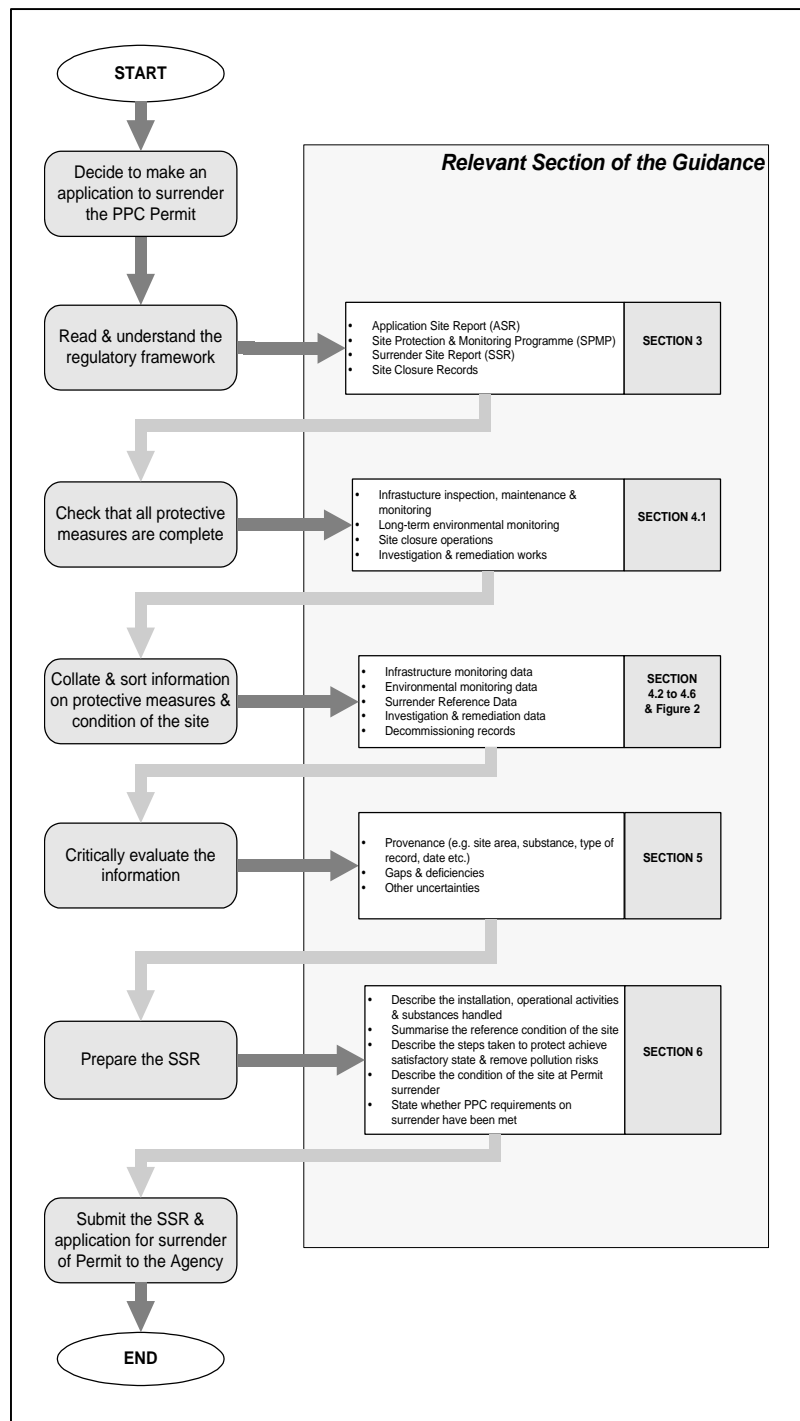 START
Relevant Section of the Guidance
Decide to make an
application to surrender
the PPC Permit
Read & understand the
regulatory framework
• Application Site Report (ASR)
• Site Protection & Monitoring Programme (SPMP)
• Surrender Site Report (SSR)
• Site Closure Records
SECTION 3
Check that all protective
measures are complete
• Infrastucture inspection, maintenance &
monitoring
• Long-term environmental monitoring
• Site closure operations
• Investigation & remediation works
SECTION 4.1
Collate & sort information
on protective measures &
condition of the site
• Infrastructure monitoring data
• Environmental monitoring data
• Surrender Reference Data
• Investigation & remediation data
• Decommissioning records
SECTION
4.2 to 4.6
& Figure 2
Critically evaluate the
information
• Provenance (e.g. site area, substance, type of
record, date etc.)
• Gaps & deficiencies
• Other uncertainties
SECTION 5
Prepare the SSR
• Describe the installation, operational activities
& substances handled
• Summarise the reference condition of the site
• Describe the steps taken to protect achieve
satisfactory state & remove pollution risks
• Describe the condition of the site at Permit
surrender
• State whether PPC requirements on
surrender have been met
SECTION 6
Submit the SSR &
application for surrender
of Permit to the Agency
END